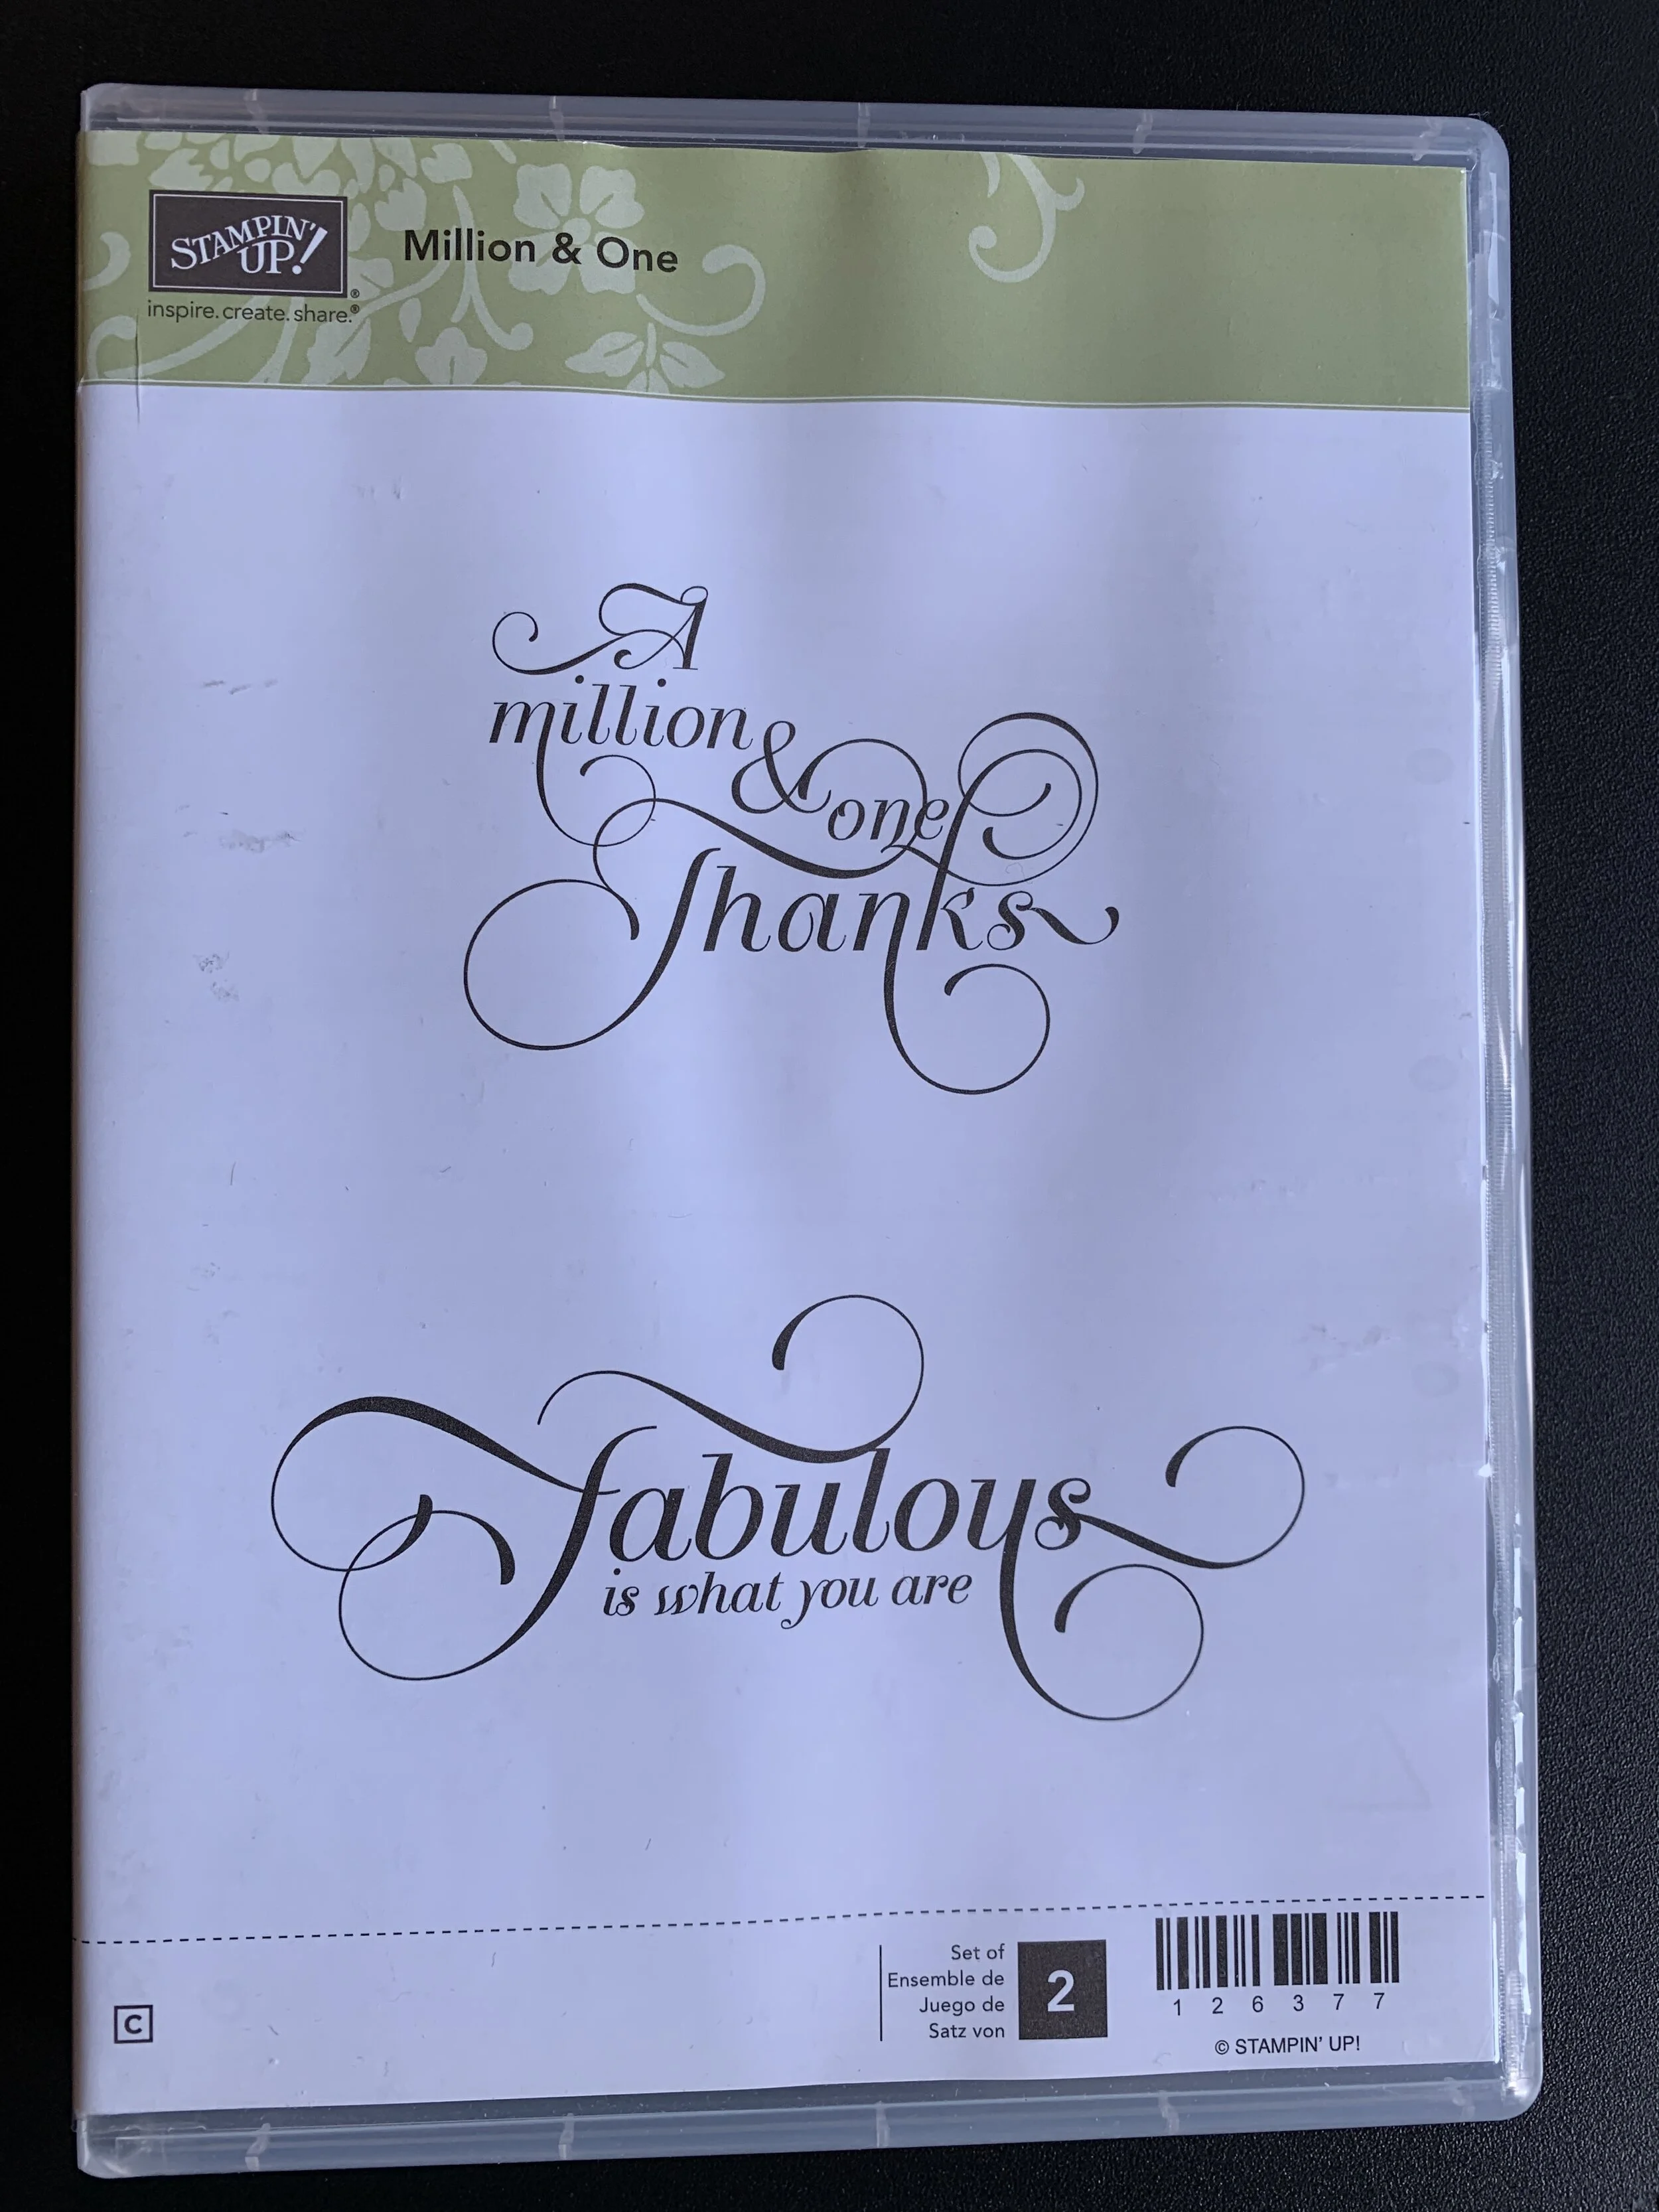 STAMPIN'
UP!®
inspire.create.share.®
Million & One
A
million
&
one
Thanks
fabulous
is what you are
C
Set of
Ensemble de
Juego de
Satz von
2
1 2 6 3 7 7
© STAMPIN' UP!